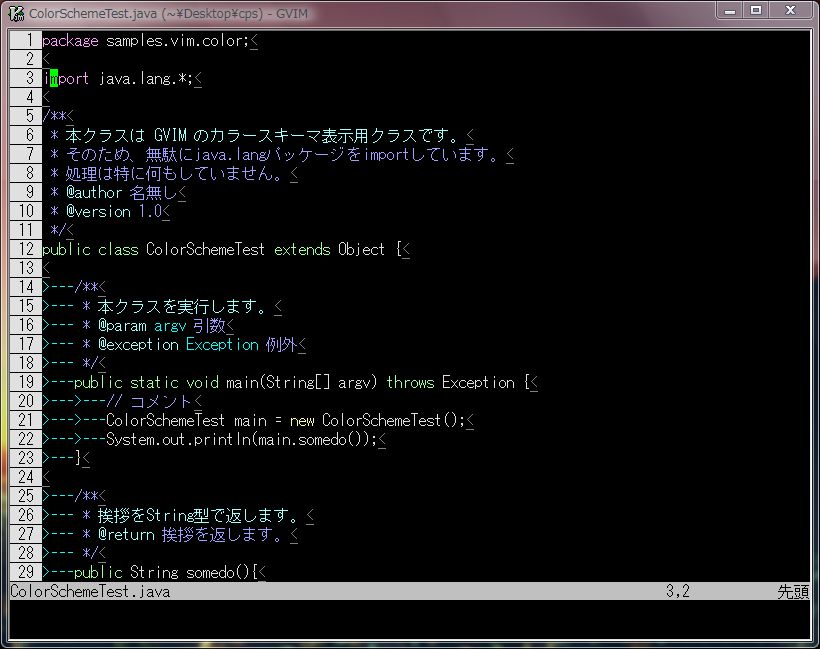 ColorSchemeTest.java (~¥Desktop¥cps) - GVIM
1 package samples.vim.color;<
2 <
3 import java.lang.*;<
4 <
5 /**<
6  * 本クラスは GVIM のカラースキーマ表示用クラスです。<
7  * そのため、無駄にjava.langパッケージをimportしています。<
8  * 処理は特に何もしていません。<
9  * @author 名無し<
10  * @version 1.0<
11  */<
12 public class ColorSchemeTest extends Object {<
13 <
14 >---/**<
15 >--- * 本クラスを実行します。<
16 >--- * @param argv 引数<
17 >--- * @exception Exception 例外<
18 >--- */<
19 >---public static void main(String[] argv) throws Exception {<
20 >--->---// コメント<
21 >--->---ColorSchemeTest main = new ColorSchemeTest();<
22 >--->---System.out.println(main.somedo());<
23 >---}<
24 <
25 >---/**<
26 >--- * 挨拶をString型で返します。<
27 >--- * @return 挨拶を返します。<
28 >--- */<
29 >---public String somedo(){<
ColorSchemeTest.java 3,2 先頭